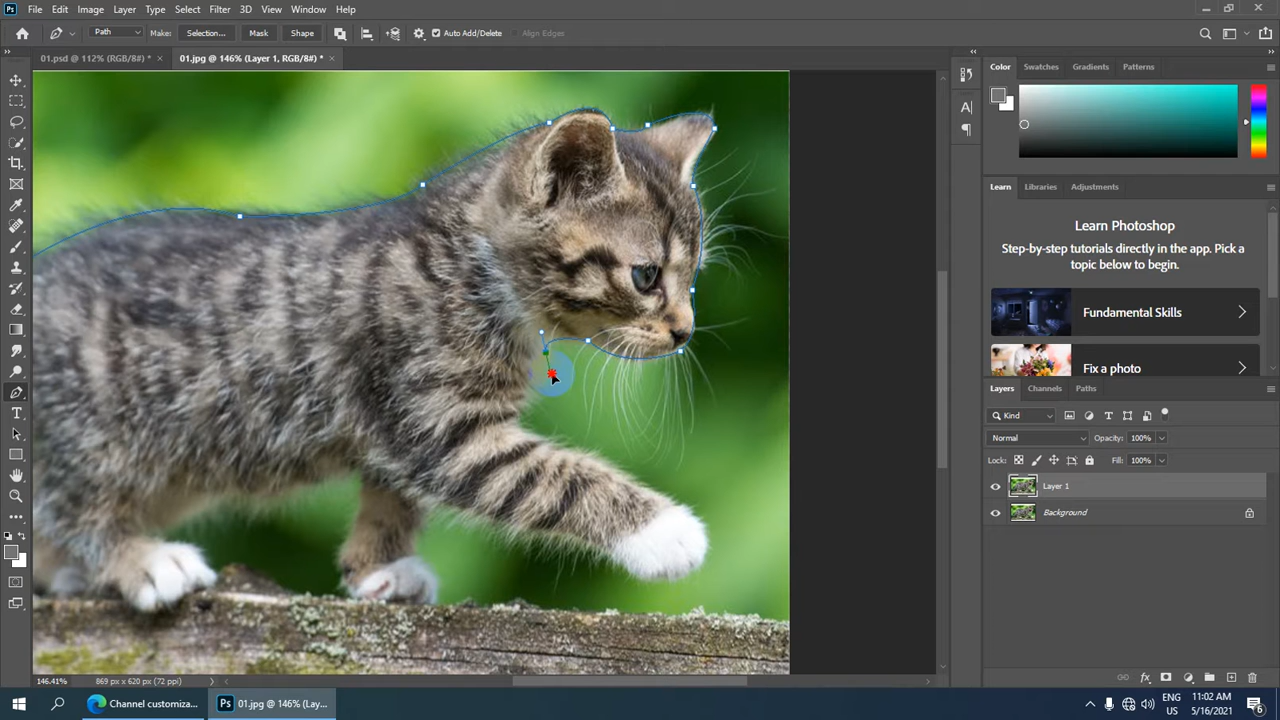 Ps File Edit Image Layer Type Select Filter 3D View Window Help
Path Make: Selection... Mask Shape Auto Add/Delete Align Edges
01.psd @ 112% (RGB/8#) * × 01.jpg @ 146% (Layer 1, RGB/8#) * ×
Color Swatches Gradients Patterns
Learn Libraries Adjustments
Learn Photoshop
Step-by-step tutorials directly in the app. Pick a
topic below to begin.
Fundamental Skills
Fix a photo
Layers Channels Paths
Kind
Normal Opacity: 100%
Lock: Fill: 100%
Layer 1
Background
146.41% 869 px x 620 px (72 ppi)
Channel customiza... Ps 01.jpg @ 146% (Lay...
ENG 11:02 AM
US 5/16/2021 6